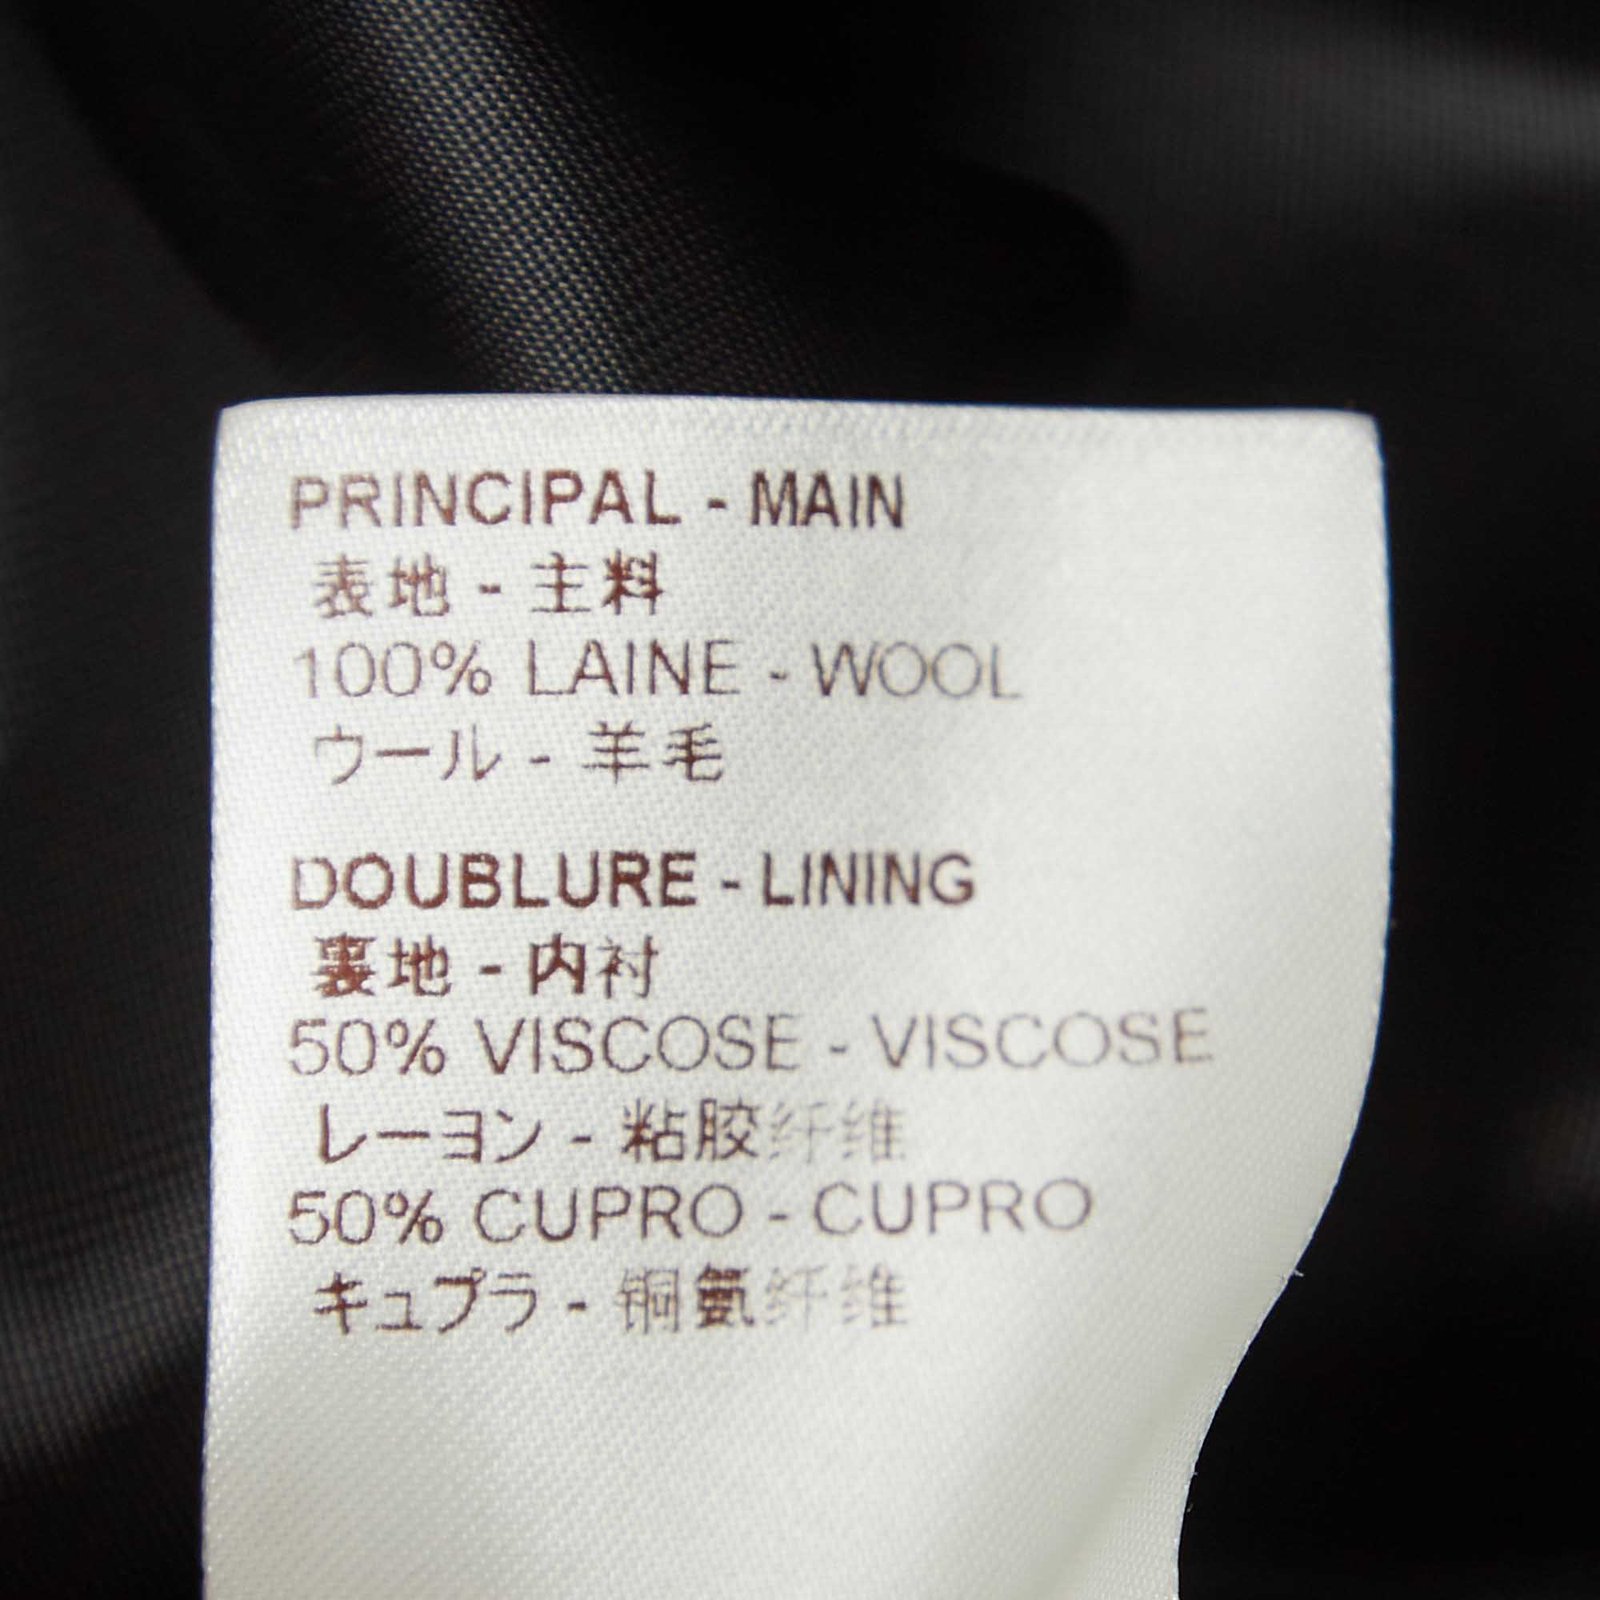 PRINCIPAL - MAIN
表地 - 主料
100% LAINE - WOOL
ウール - 羊毛
DOUBLURE - LINING
裏地 - 内衬
50% VISCOSE - VISCOSE
レーヨン - 粘胶纤维
50% CUPRO - CUPRO
キュプラ - 铜氨纤维